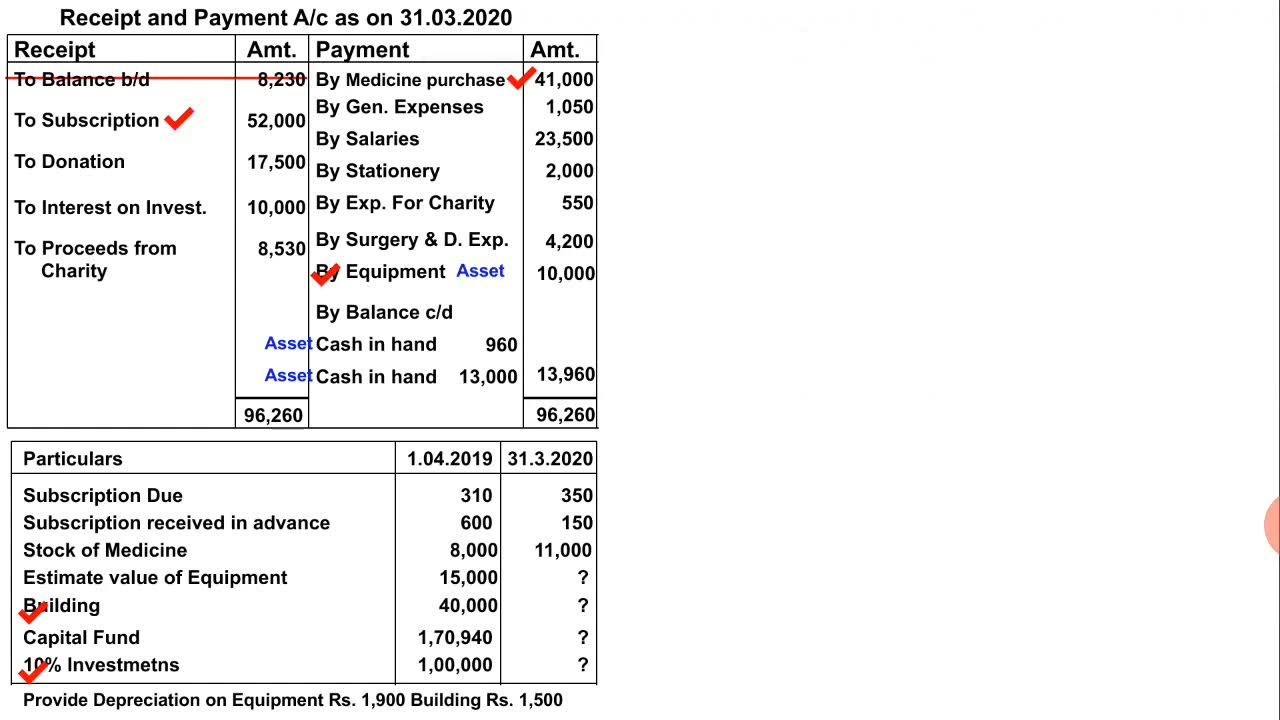 Receipt and Payment A/c as on 31.03.2020
Receipt Amt. Payment Amt.
To Balance b/d 8,230 By Medicine purchase 41,000
By Gen. Expenses 1,050
To Subscription 52,000
By Salaries 23,500
To Donation 17,500
By Stationery 2,000
To Interest on Invest. 10,000 By Exp. For Charity 550
To Proceeds from 8,530 By Surgery & D. Exp. 4,200
Charity By Equipment Asset 10,000
By Balance c/d
Asset Cash in hand 960
Asset Cash in hand 13,000 13,960
96,260 96,260
Particulars 1.04.2019 31.3.2020
Subscription Due 310 350
Subscription received in advance 600 150
Stock of Medicine 8,000 11,000
Estimate value of Equipment 15,000 ?
Building 40,000 ?
Capital Fund 1,70,940 ?
10% Investmetns 1,00,000 ?
Provide Depreciation on Equipment Rs. 1,900 Building Rs. 1,500